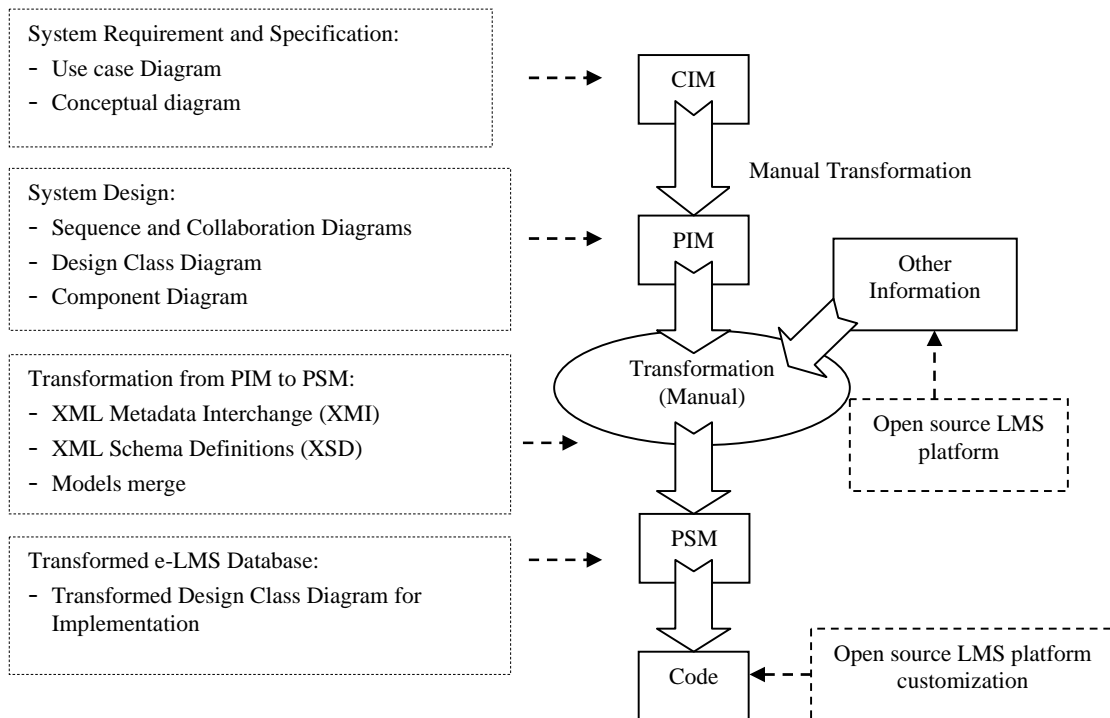 System Requirement and Specification:
- Use case Diagram
- Conceptual diagram
CIM
Manual Transformation
System Design:
- Sequence and Collaboration Diagrams
- Design Class Diagram
- Component Diagram
PIM
Other
Information
Transformation from PIM to PSM:
- XML Metadata Interchange (XMI)
- XML Schema Definitions (XSD)
- Models merge
Transformation
(Manual)
Open source LMS
platform
PSM
Transformed e-LMS Database:
- Transformed Design Class Diagram for
Implementation
Code
Open source LMS platform
customization